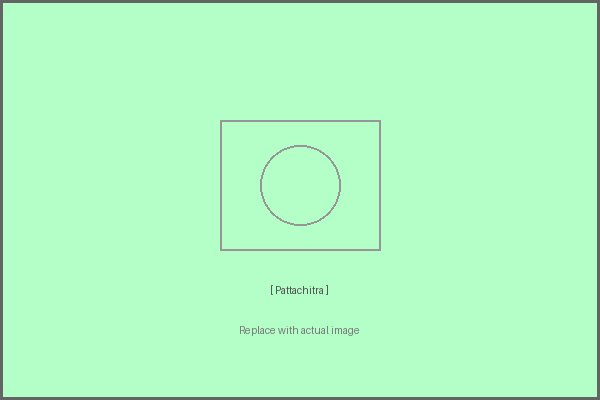 [ Pattachitra ]
Replace with actual image